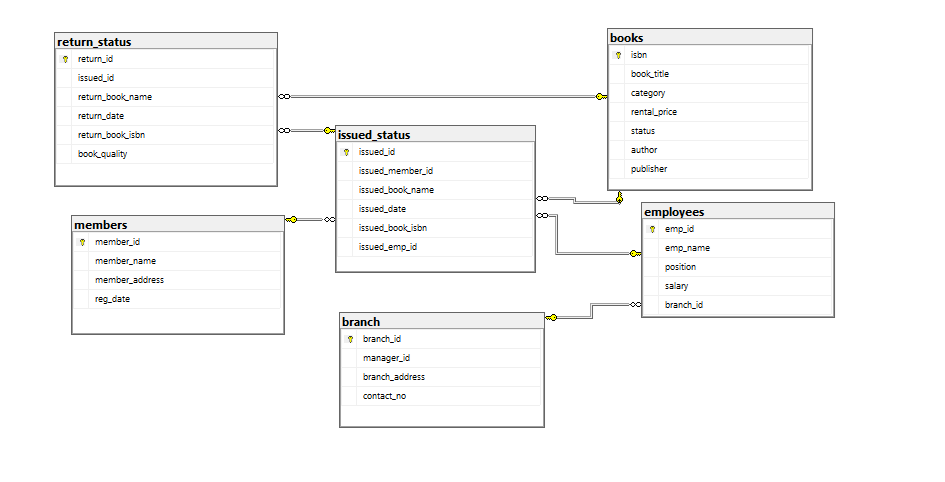 return_status
return_id
issued_id
return_book_name
return_date
return_book_isbn
book_quality
books
isbn
book_title
category
rental_price
status
author
publisher
issued_status
issued_id
issued_member_id
issued_book_name
issued_date
issued_book_isbn
issued_emp_id
members
member_id
member_name
member_address
reg_date
employees
emp_id
emp_name
position
salary
branch_id
branch
branch_id
manager_id
branch_address
contact_no